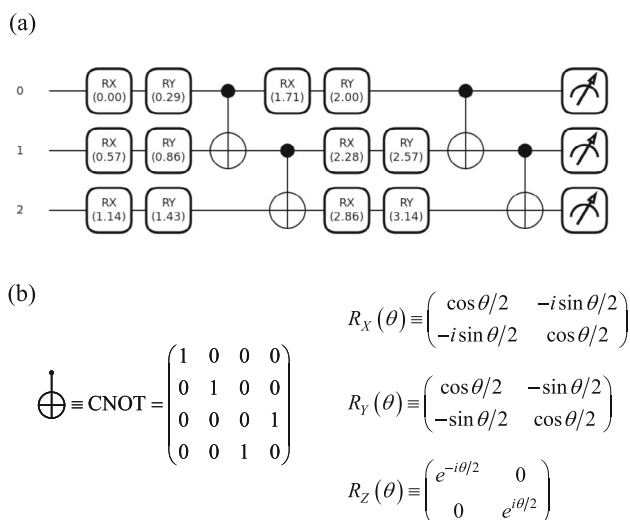 (a)
0 RX (0.00) RY (0.29) RX (1.71) RY (2.00)
1 RX (0.57) RY (0.86) RX (2.28) RY (2.57)
2 RX (1.14) RY (1.43) RX (2.86) RY (3.14)
(b)
≡ CNOT = ( 1 0 0 0
0 1 0 0
0 0 0 1
0 0 1 0 )
R_X (θ) ≡ ( cos θ/2 −i sin θ/2
−i sin θ/2 cos θ/2 )
R_Y (θ) ≡ ( cos θ/2 −sin θ/2
−sin θ/2 cos θ/2 )
R_Z (θ) ≡ ( e^{−iθ/2} 0
0 e^{iθ/2} )